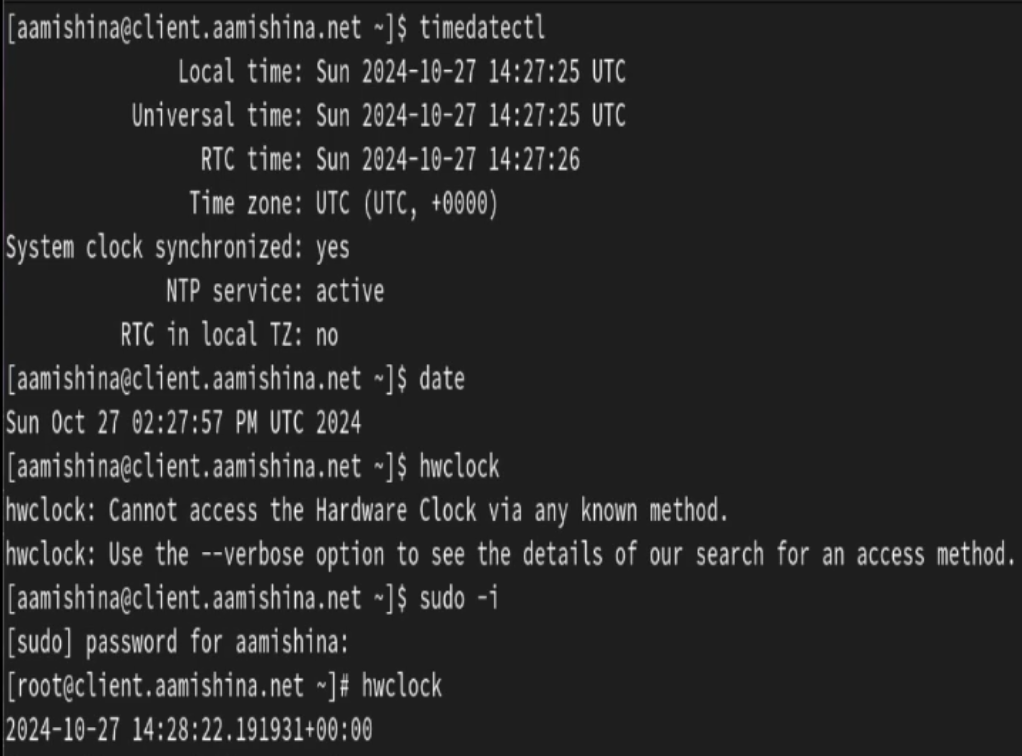 [aamishina@client.aamishina.net ~]$ timedatectl
Local time: Sun 2024-10-27 14:27:25 UTC
Universal time: Sun 2024-10-27 14:27:25 UTC
RTC time: Sun 2024-10-27 14:27:26
Time zone: UTC (UTC, +0000)
System clock synchronized: yes
NTP service: active
RTC in local TZ: no
[aamishina@client.aamishina.net ~]$ date
Sun Oct 27 02:27:57 PM UTC 2024
[aamishina@client.aamishina.net ~]$ hwclock
hwclock: Cannot access the Hardware Clock via any known method.
hwclock: Use the --verbose option to see the details of our search for an access method.
[aamishina@client.aamishina.net ~]$ sudo -i
[sudo] password for aamishina:
[root@client.aamishina.net ~]# hwclock
2024-10-27 14:28:22.191931+00:00